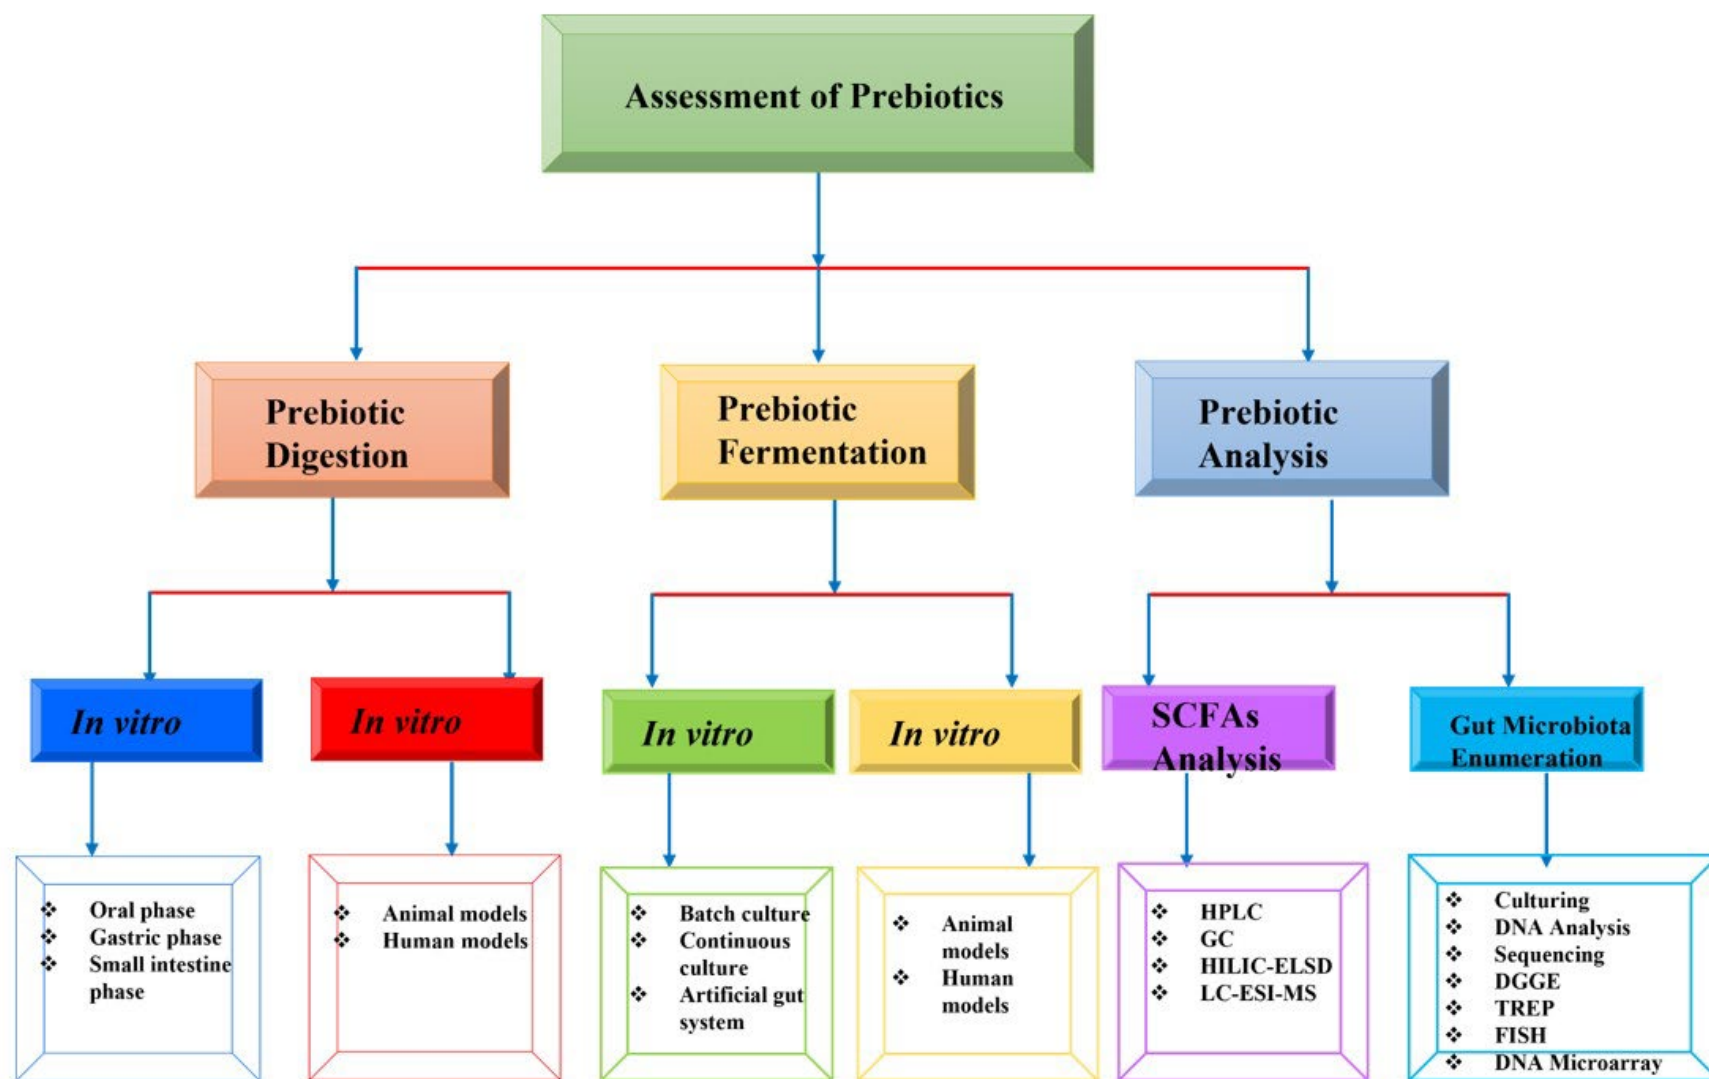 Assessment of Prebiotics
Prebiotic
Digestion
Prebiotic
Fermentation
Prebiotic
Analysis
In vitro
In vitro
In vitro
In vitro
SCFAs
Analysis
Gut Microbiota
Enumeration
❖ Oral phase
❖ Gastric phase
❖ Small intestine
phase
❖ Animal models
❖ Human models
❖ Batch culture
❖ Continuous
culture
❖ Artificial gut
system
❖ Animal
models
❖ Human
models
❖ HPLC
❖ GC
❖ HILIC-ELSD
❖ LC-ESI-MS
❖ Culturing
❖ DNA Analysis
❖ Sequencing
❖ DGGE
❖ TREP
❖ FISH
❖ DNA Microarray